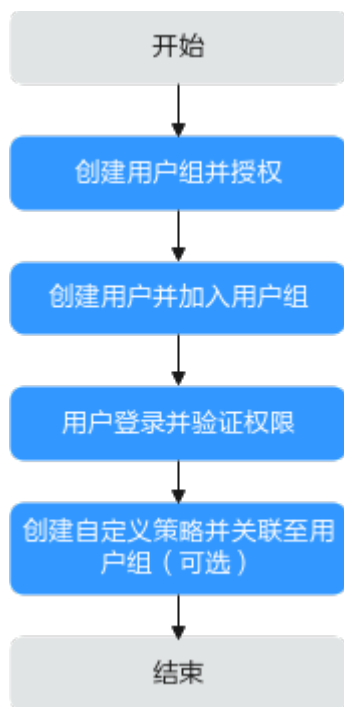 开始
创建用户组并授权
创建用户并加入用户组
用户登录并验证权限
创建自定义策略并关联至用
户组（可选）
结束